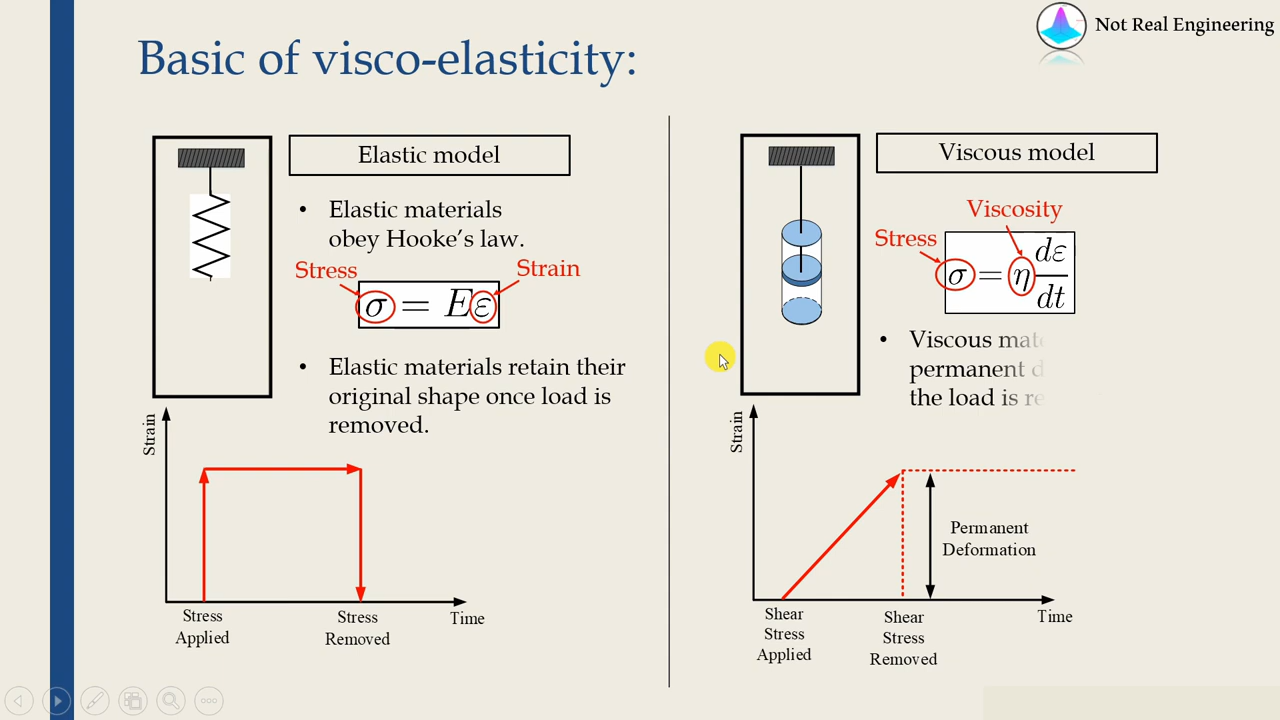 Not Real Engineering
Basic of visco-elasticity:
Elastic model
• Elastic materials
obey Hooke's law.
Stress
Strain
σ = Eε
• Elastic materials retain their
original shape once load is
removed.
Strain
Stress
Applied
Stress
Removed
Time
Viscous model
Viscosity
Stress
σ = η dε/dt
• Viscous
permanent
the load is
Strain
Permanent
Deformation
Shear
Stress
Applied
Shear
Stress
Removed
Time